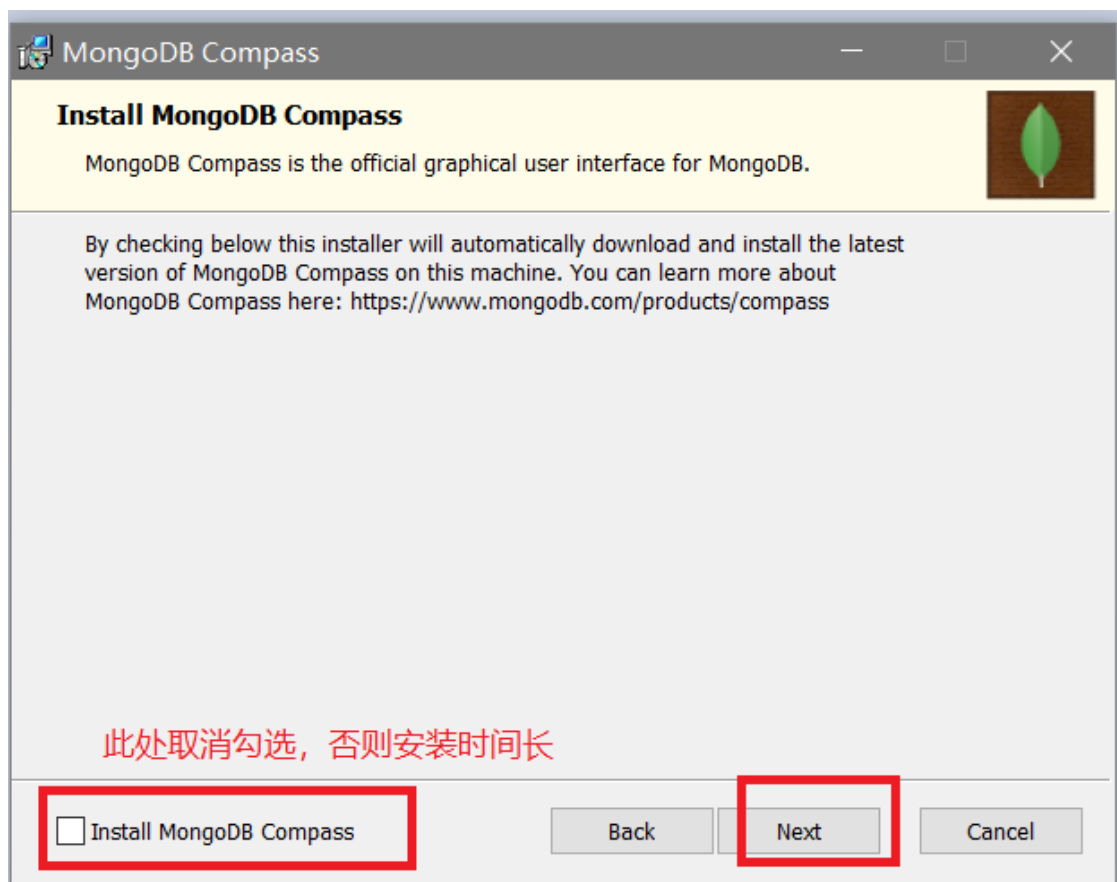 MongoDB Compass
Install MongoDB Compass
MongoDB Compass is the official graphical user interface for MongoDB.
By checking below this installer will automatically download and install the latest
version of MongoDB Compass on this machine. You can learn more about
MongoDB Compass here: https://www.mongodb.com/products/compass
此处取消勾选，否则安装时间长
Install MongoDB Compass
Back
Next
Cancel